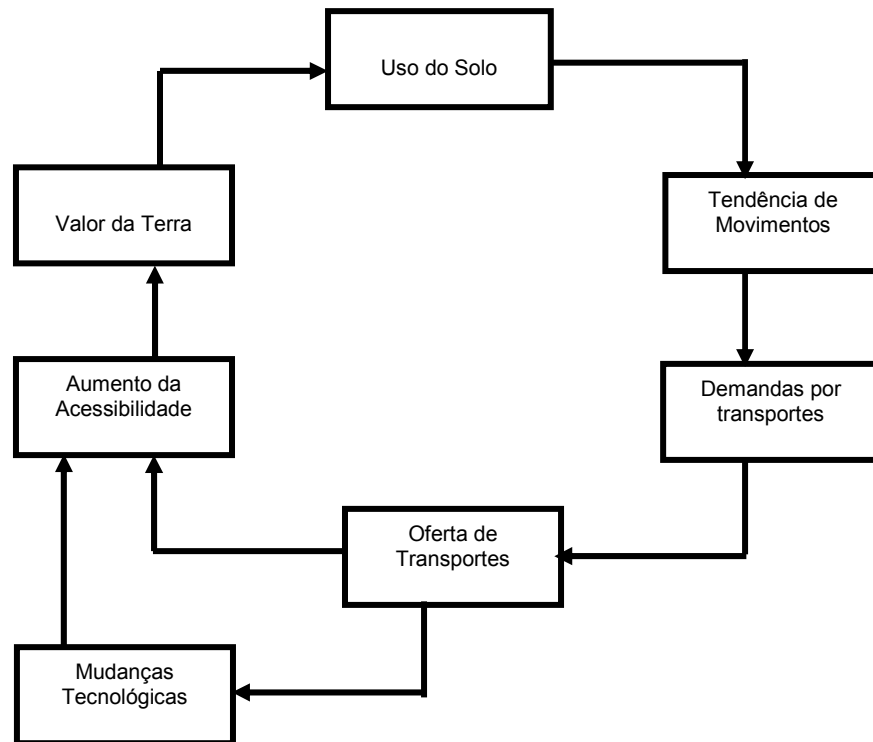 Uso do Solo
Tendência de
Movimentos
Valor da Terra
Aumento da
Acessibilidade
Demandas por
transportes
Oferta de
Transportes
Mudanças
Tecnológicas